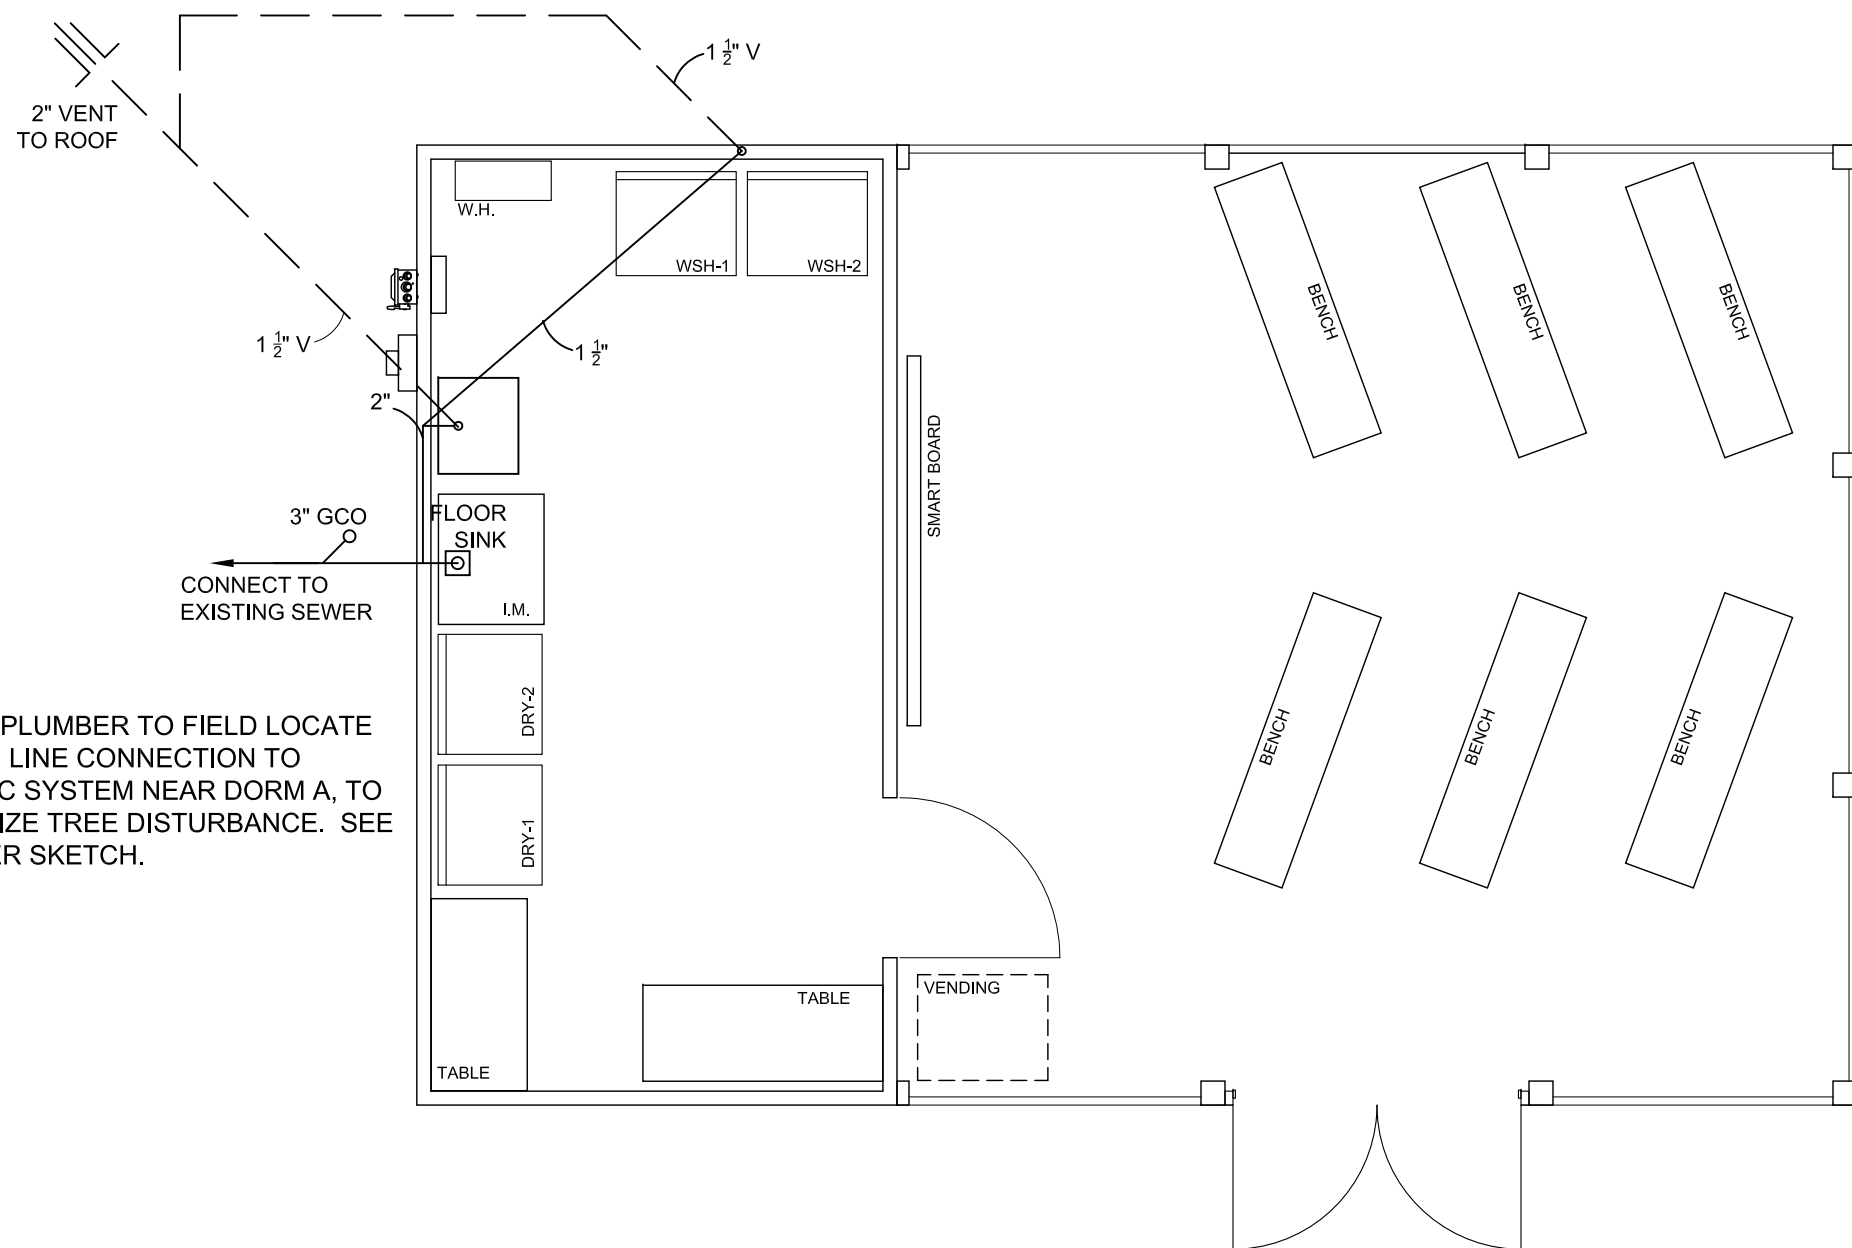 1 1/2" V
2" VENT
TO ROOF
W.H.
WSH-1
WSH-2
BENCH
BENCH
BENCH
1 1/2" V
1 1/2"
2"
SMART BOARD
3" GCO
FLOOR
SINK
CONNECT TO
EXISTING SEWER
I.M.
DRY-2
PLUMBER TO FIELD LOCATE
LINE CONNECTION TO
C SYSTEM NEAR DORM A, TO
IZE TREE DISTURBANCE. SEE
ER SKETCH.
DRY-1
BENCH
BENCH
BENCH
VENDING
TABLE
TABLE